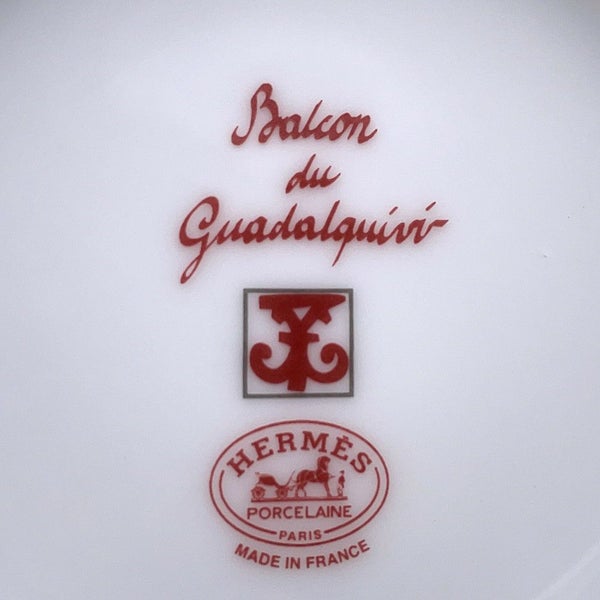 Balcon
du
Guadalquivir
HERMÈS
PORCELAINE
PARIS
MADE IN FRANCE